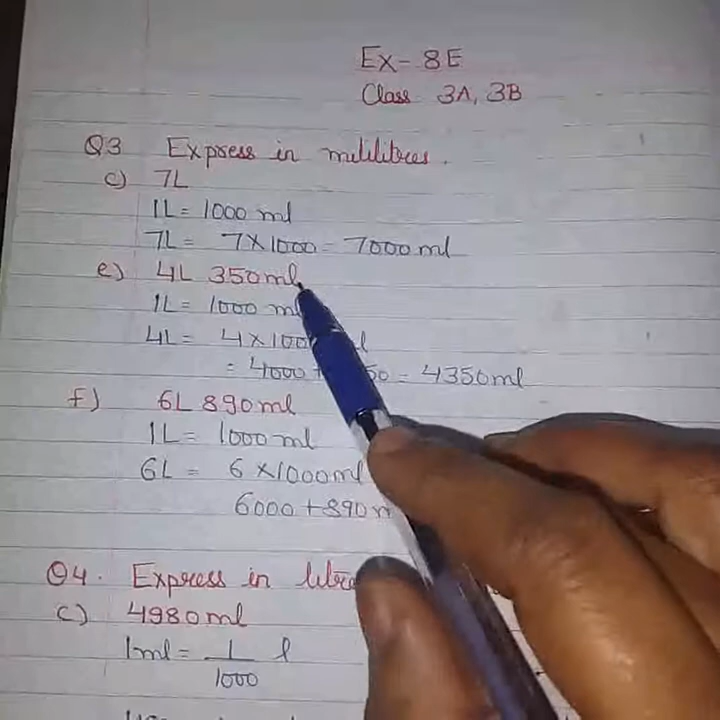 Ex- 8E
Class 3A, 3B
Q3 Express in mililitres.
c) 7L
1L = 1000 ml
7L = 7×1000 = 7000 ml
e) 4L 350ml
1L = 1000
4L = 4×
= 4000 + = 4350ml
f) 6L 890ml
1L = 1000 ml
6L = 6×1000ml
6000 + 890
Q4. Express in
c) 4980ml
1ml = 1/1000 l